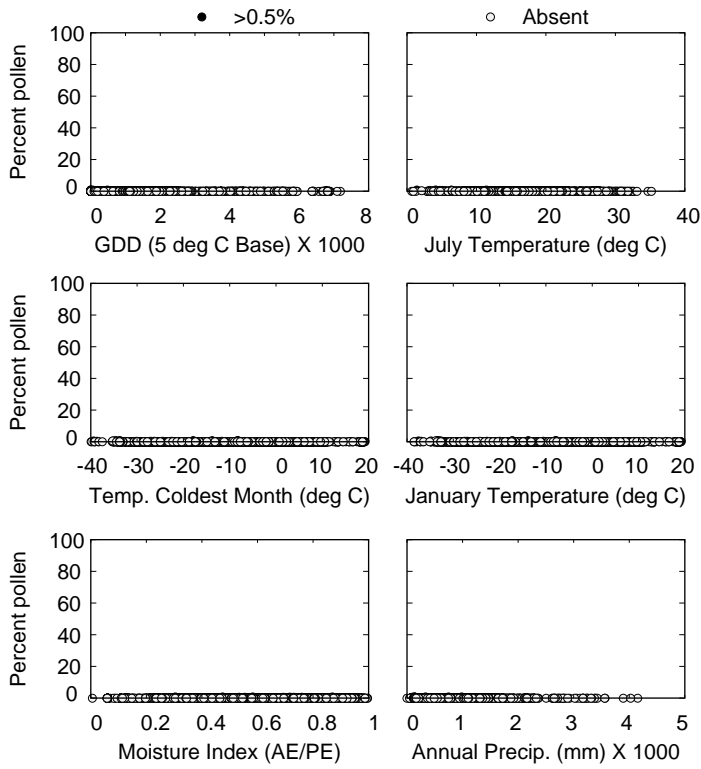 >0.5% Absent
Percent pollen
100
80
60
40
20
0
0 2 4 6 8
GDD (5 deg C Base) X 1000
0 10 20 30 40
July Temperature (deg C)
Percent pollen
100
80
60
40
20
0
-40 -30 -20 -10 0 10 20
Temp. Coldest Month (deg C)
-40 -30 -20 -10 0 10 20
January Temperature (deg C)
Percent pollen
100
80
60
40
20
0
0 0.2 0.4 0.6 0.8 1
Moisture Index (AE/PE)
0 1 2 3 4 5
Annual Precip. (mm) X 1000